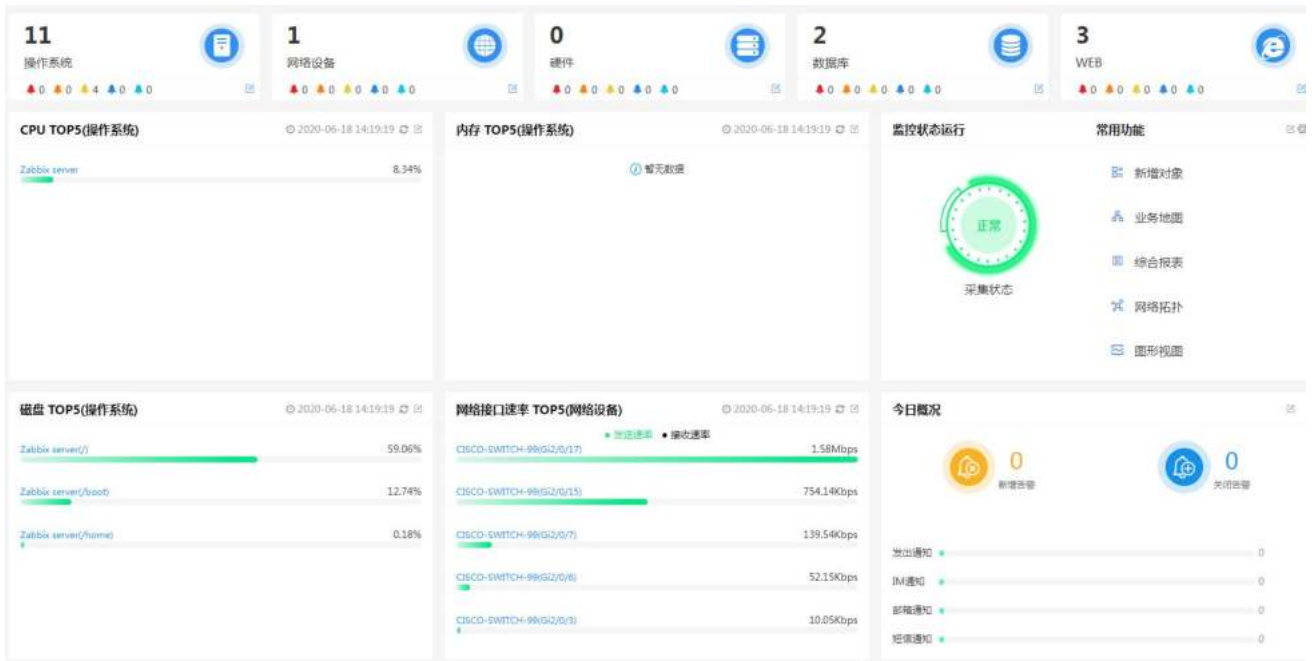 11
操作系统
0 0 4 0 0
1
网络设备
0 0 0 0 0
0
硬件
0 0 0 0 0
2
数据库
0 0 0 0 0
3
WEB
0 0 0 0 0
CPU TOP5(操作系统)
2020-06-18 14:19:19
Zabbix server 8.34%
内存 TOP5(操作系统)
2020-06-18 14:19:19
暂无数据
监控状态运行
正常
采集状态
常用功能
新增对象
业务地图
综合报表
网络拓扑
图形视图
磁盘 TOP5(操作系统)
2020-06-18 14:19:19
Zabbix server(/) 59.06%
Zabbix server(/boot) 12.74%
Zabbix server(/home) 0.18%
网络接口速率 TOP5(网络设备)
2020-06-18 14:19:19
发送速率 接收速率
CISCO-SWITCH-99(Gi2/0/17) 1.58Mbps
CISCO-SWITCH-99(Gi2/0/15) 754.14Kbps
CISCO-SWITCH-99(Gi2/0/7) 139.54Kbps
CISCO-SWITCH-99(Gi2/0/6) 52.15Kbps
CISCO-SWITCH-99(Gi2/0/3) 10.05Kbps
今日概况
0
新增告警
0
关闭告警
发出通知 0
IM通知 0
邮箱通知 0
短信通知 0